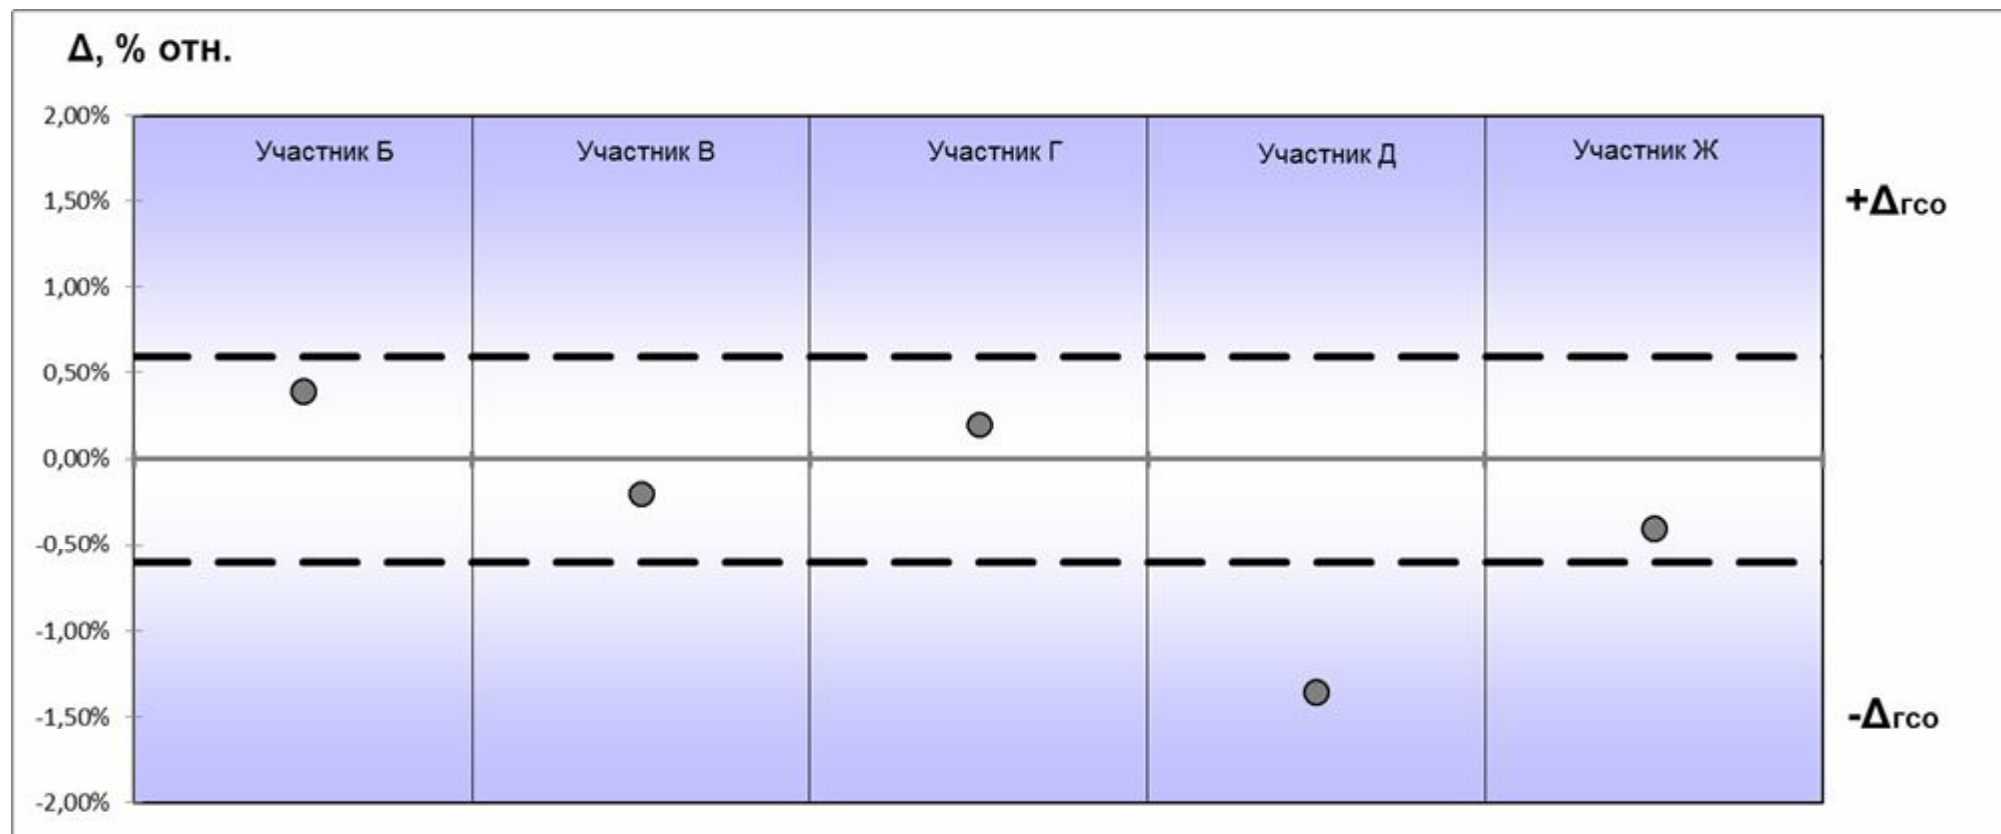 Δ, % отн.
2,00%
Участник Б Участник В Участник Г Участник Д Участник Ж
1,50%
+Δгсо
1,00%
0,50%
0,00%
-0,50%
-1,00%
-1,50%
-Δгсо
-2,00%